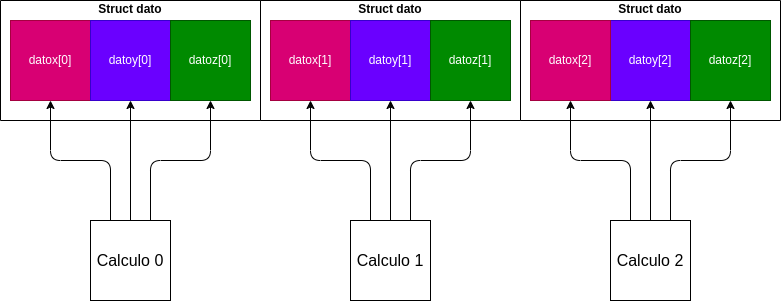 Struct dato
Struct dato
Struct dato
datox[0]
datoy[0]
datoz[0]
datox[1]
datoy[1]
datoz[1]
datox[2]
datoy[2]
datoz[2]
Calculo 0
Calculo 1
Calculo 2